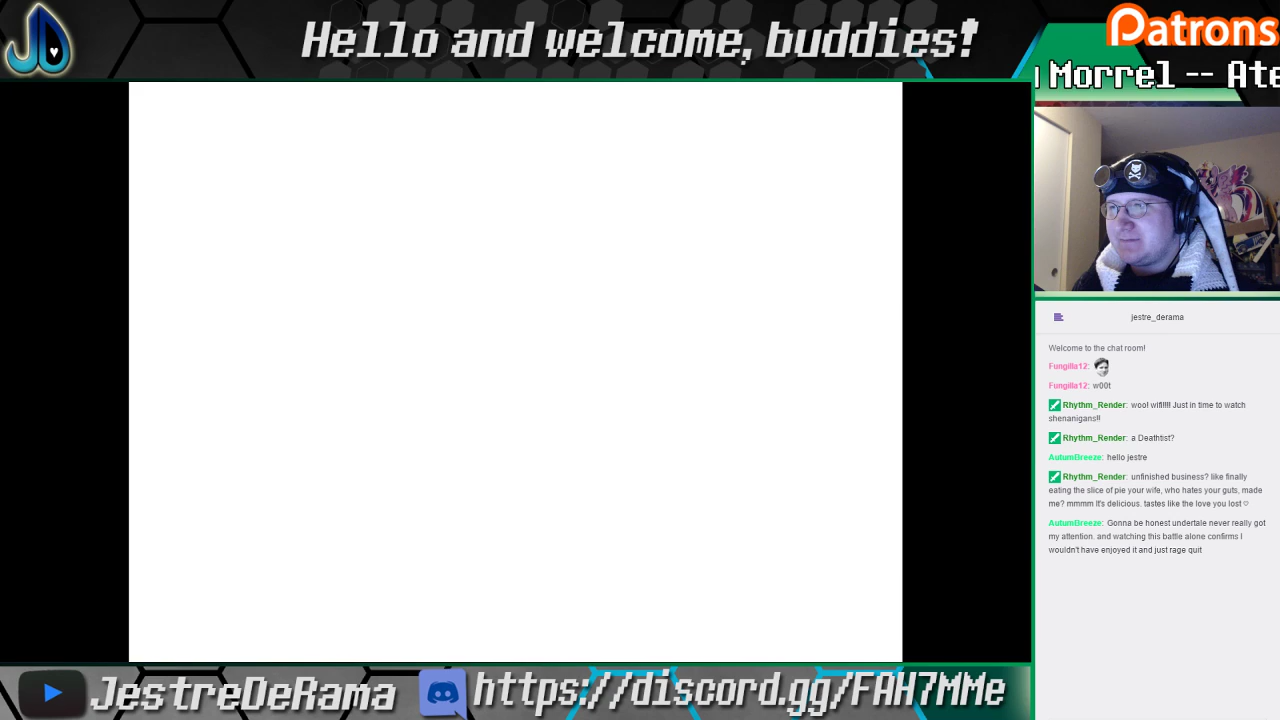 JD
Hello and welcome, buddies!
Patrons
Morrel -- Ate
jestre_derama
Welcome to the chat room!
Fungilla12:
Fungilla12: w00t
Rhythm_Render: woo! wifi!!!! Just in time to watch
shenanigans!!
Rhythm_Render: a Deathtist?
AutumBreeze: hello jestre
Rhythm_Render: unfinished business? like finally
eating the slice of pie your wife, who hates your guts, made
me? mmmm It's delicious. tastes like the love you lost ♡
AutumBreeze: Gonna be honest undertale never really got
my attention. and watching this battle alone confirms I
wouldn't have enjoyed it and just rage quit
JestreDeRama
https://discord.gg/FAH7MMe